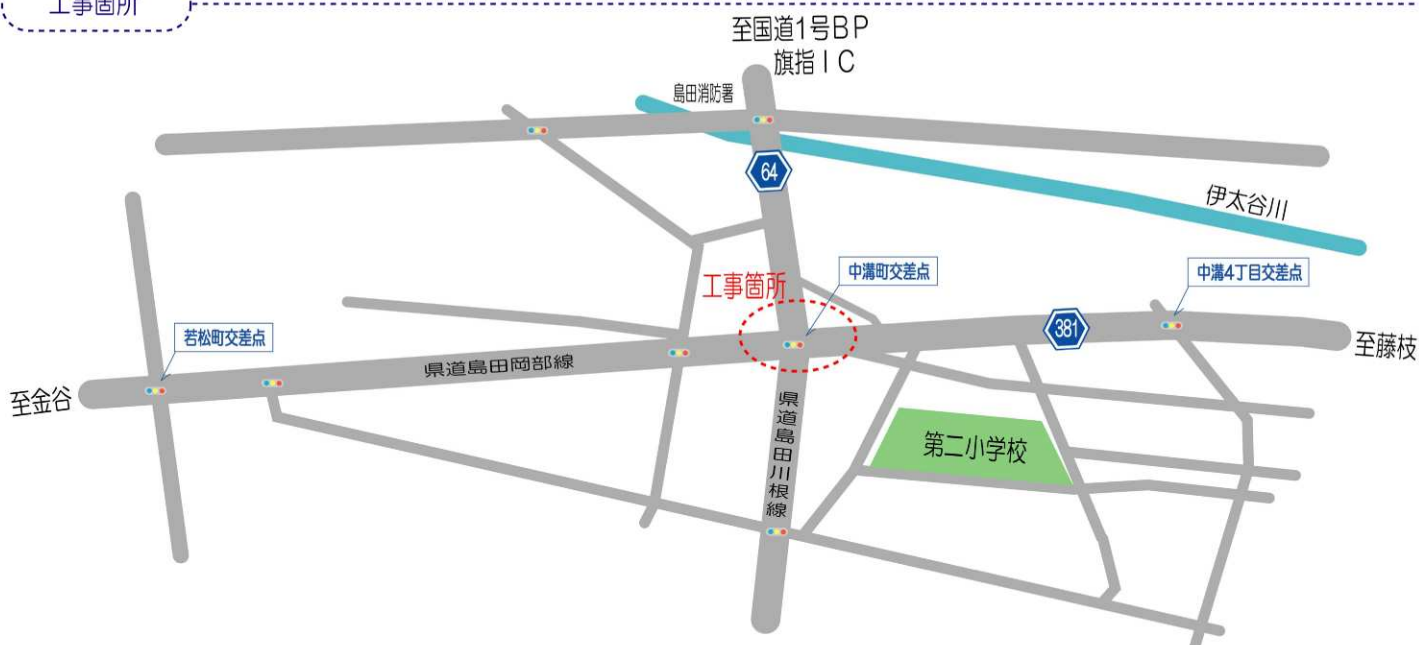 工事箇所
至国道1号BP
旗指IC
島田消防署
64
伊太谷川
工事箇所
中溝町交差点
中溝4丁目交差点
若松町交差点
381
至藤枝
至金谷
県道島田岡部線
県道島田川根線
第二小学校